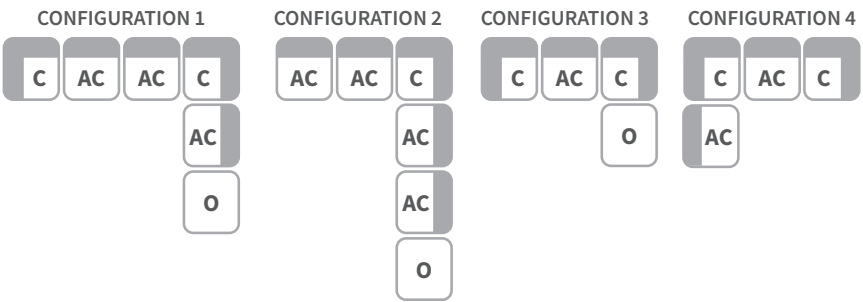 CONFIGURATION 1 CONFIGURATION 2 CONFIGURATION 3 CONFIGURATION 4
C AC AC C AC AC C C AC C C AC C
AC AC O AC
O AC
O